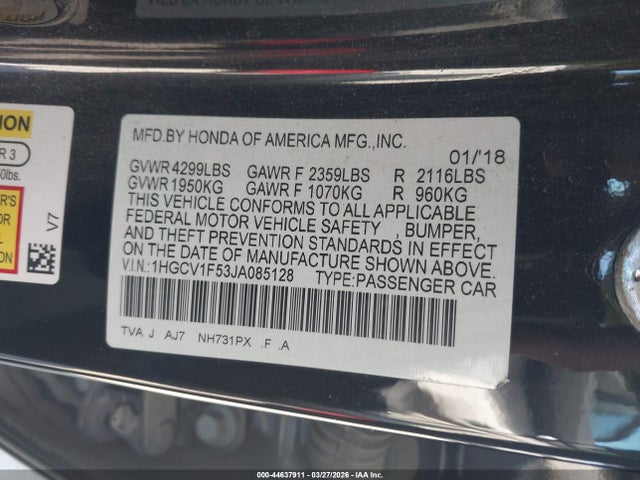 ION
R 3
0lbs.
ER'S
V7
MFD.BY HONDA OF AMERICA MFG.,INC.
01/'18
GVWR 4299LBS GAWR F 2359LBS R 2116LBS
GVWR 1950KG GAWR F 1070KG R 960KG
THIS VEHICLE CONFORMS TO ALL APPLICABLE
FEDERAL MOTOR VEHICLE SAFETY , BUMPER,
AND THEFT PREVENTION STANDARDS IN EFFECT
ON THE DATE OF MANUFACTURE SHOWN ABOVE.
V.I.N.: 1HGCV1F53JA085128 TYPE:PASSENGER CAR
TVA J AJ7 NH731PX .F .A
000-44637911 - 03/27/2026 - IAA Inc.